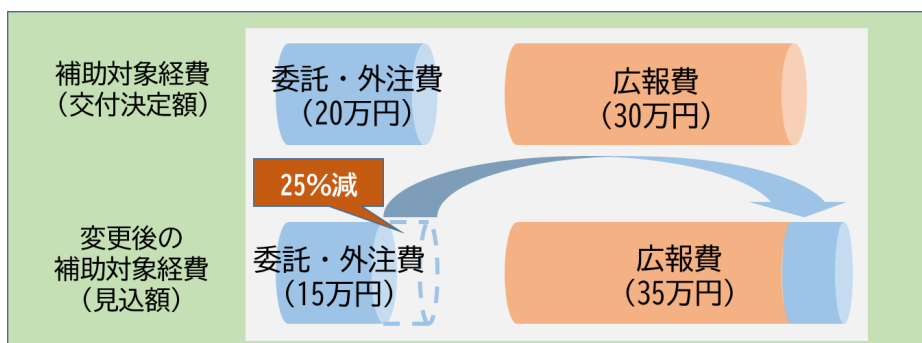 補助対象経費
（交付決定額）
委託・外注費
（20万円）
広報費
（30万円）
25%減
変更後の
補助対象経費
（見込額）
委託・外注費
（15万円）
広報費
（35万円）